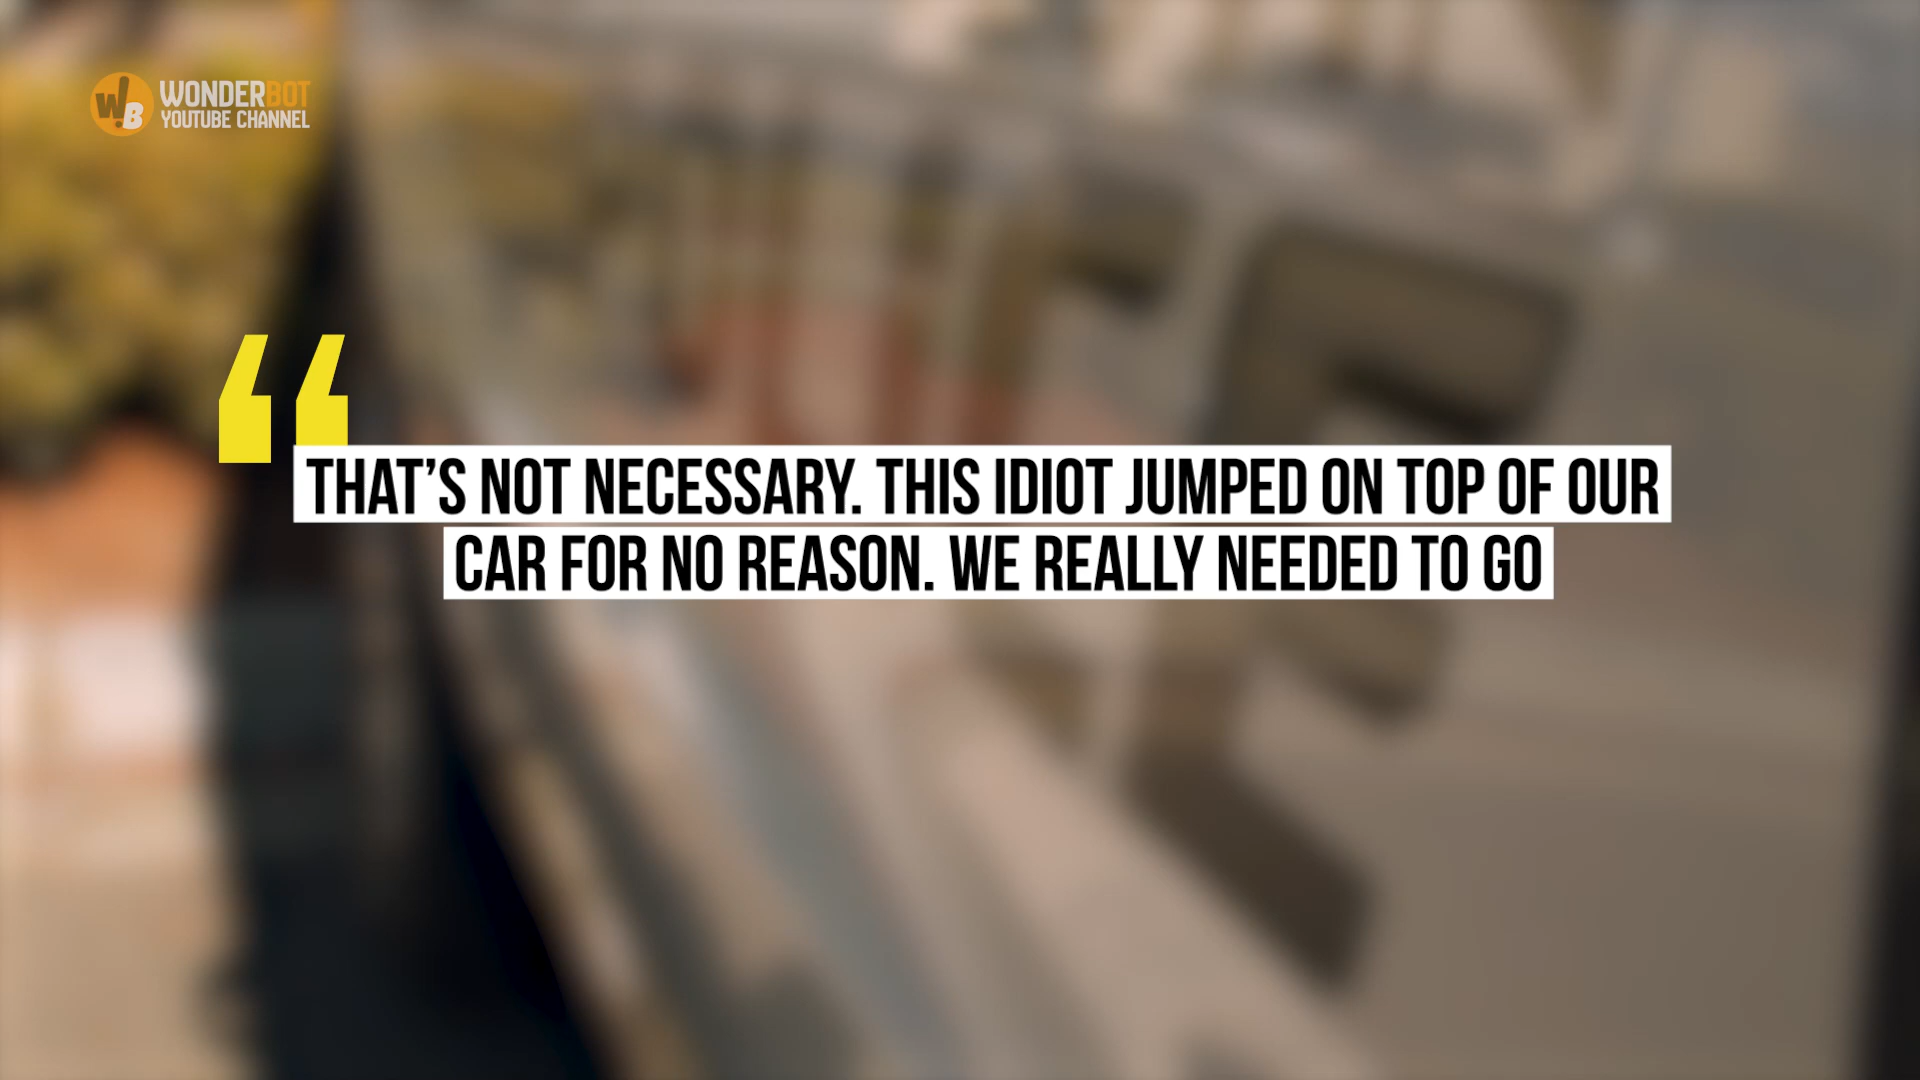 WONDERBOT
YOUTUBE CHANNEL
“
THAT’S NOT NECESSARY. THIS IDIOT JUMPED ON TOP OF OUR
CAR FOR NO REASON. WE REALLY NEEDED TO GO